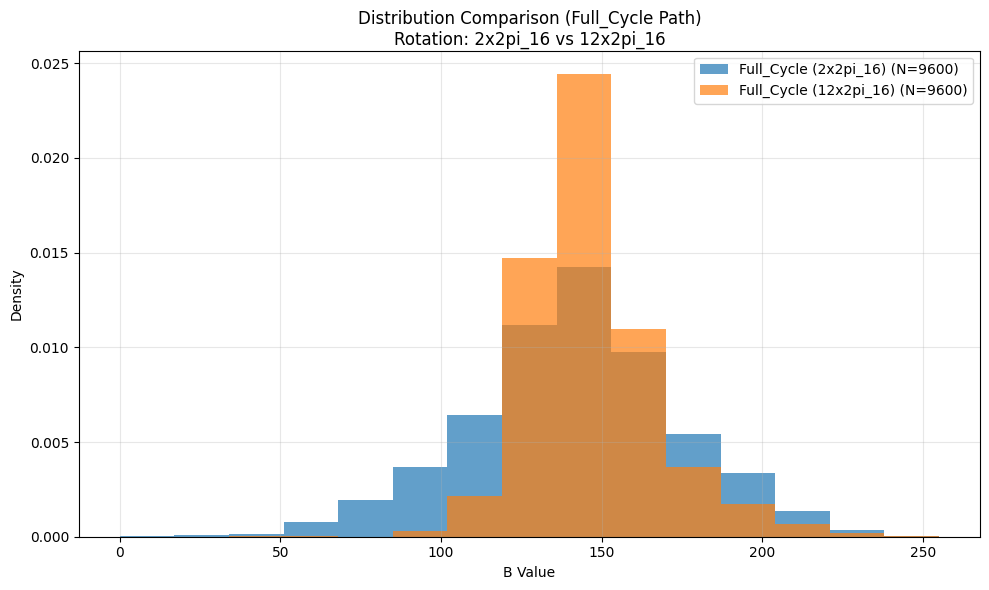 Distribution Comparison (Full_Cycle Path)
Rotation: 2x2pi_16 vs 12x2pi_16
Full_Cycle (2x2pi_16) (N=9600)
Full_Cycle (12x2pi_16) (N=9600)
Density
0.025
0.020
0.015
0.010
0.005
0.000
0 50 100 150 200 250
B Value